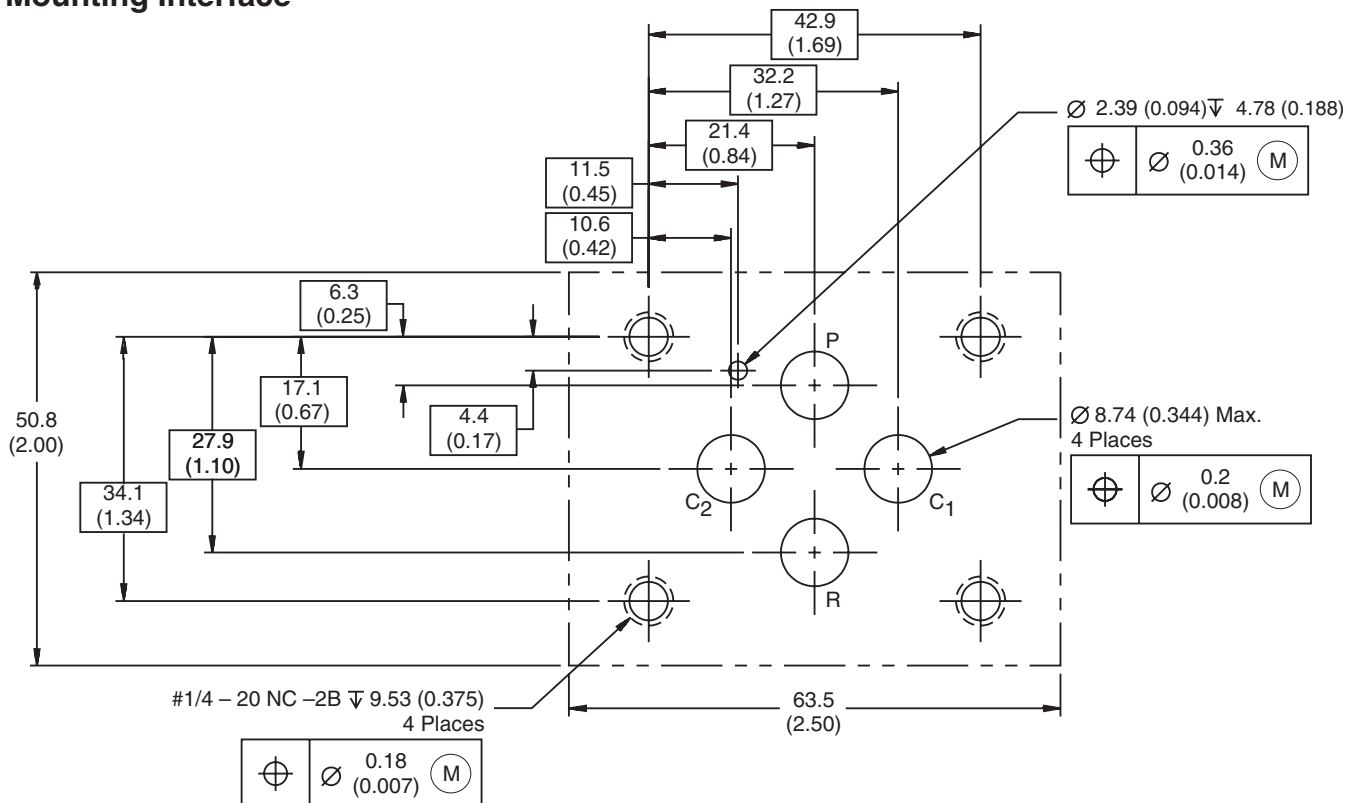 Mounting Interface
42.9
(1.69)
32.2
(1.27)
21.4
(0.84)
11.5
(0.45)
10.6
(0.42)
⌀ 2.39 (0.094)↧ 4.78 (0.188)
⌖ ⌀ 0.36
(0.014) Ⓜ
6.3
(0.25)
17.1
(0.67)
4.4
(0.17)
50.8
(2.00)
27.9
(1.10)
34.1
(1.34)
P
C2
C1
R
⌀ 8.74 (0.344) Max.
4 Places
⌖ ⌀ 0.2
(0.008) Ⓜ
#1/4 – 20 NC –2B ↧ 9.53 (0.375)
4 Places
⌖ ⌀ 0.18
(0.007) Ⓜ
63.5
(2.50)